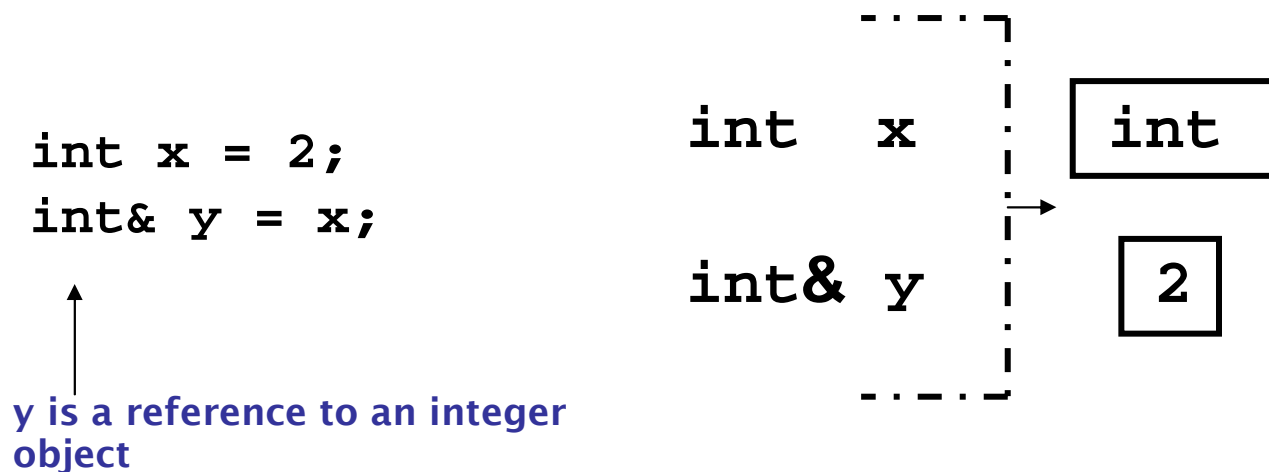 int x = 2;
int& y = x;
y is a reference to an integer
object
int x
int& y
int
2